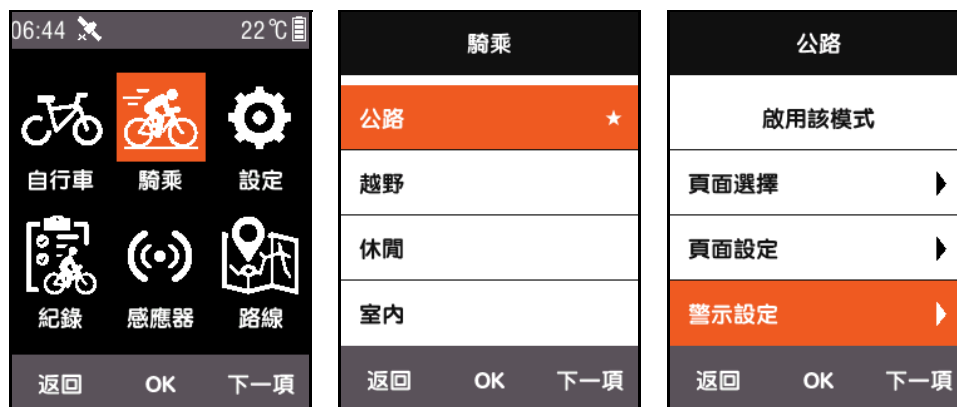 06:44 22℃
自行車 騎乘 設定
紀錄 感應器 路線
返回 OK 下一項
騎乘
公路
越野
休閒
室內
返回 OK 下一項
公路
啟用該模式
頁面選擇
頁面設定
警示設定
返回 OK 下一項